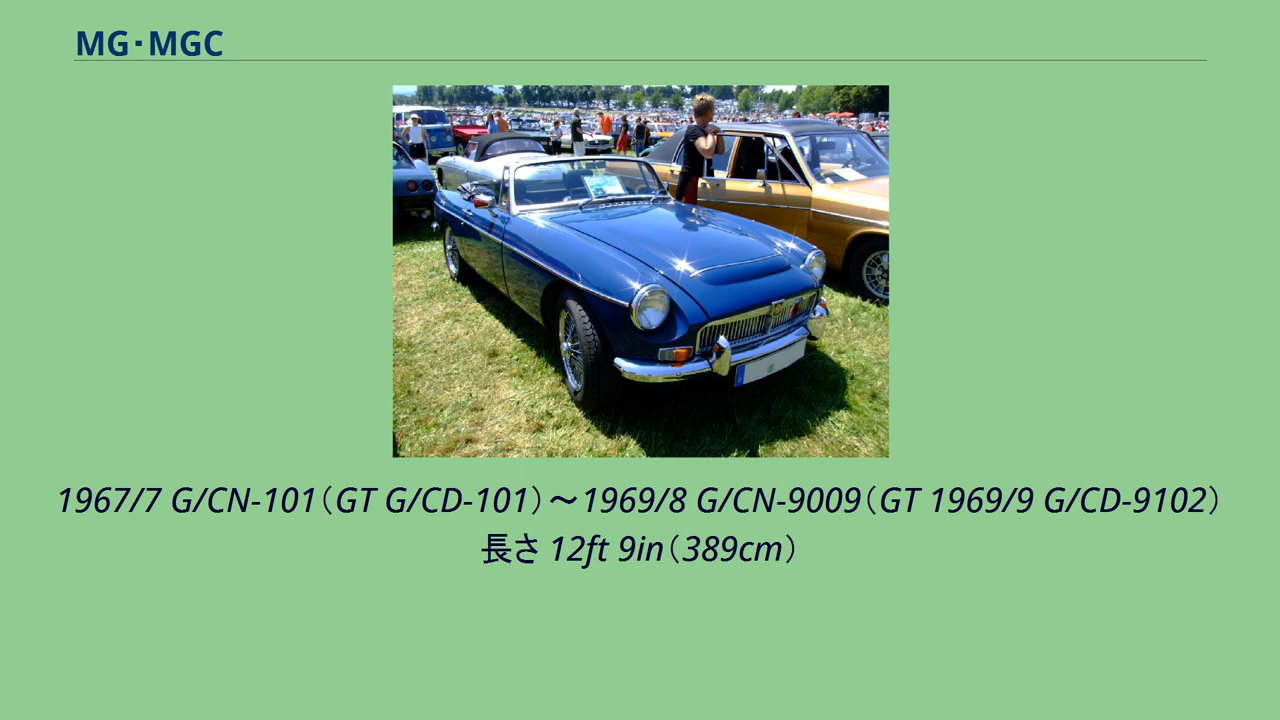 MG・MGC
1967/7 G/CN-101（GT G/CD-101）～1969/8 G/CN-9009（GT 1969/9 G/CD-9102）
長さ 12ft 9in（389cm）